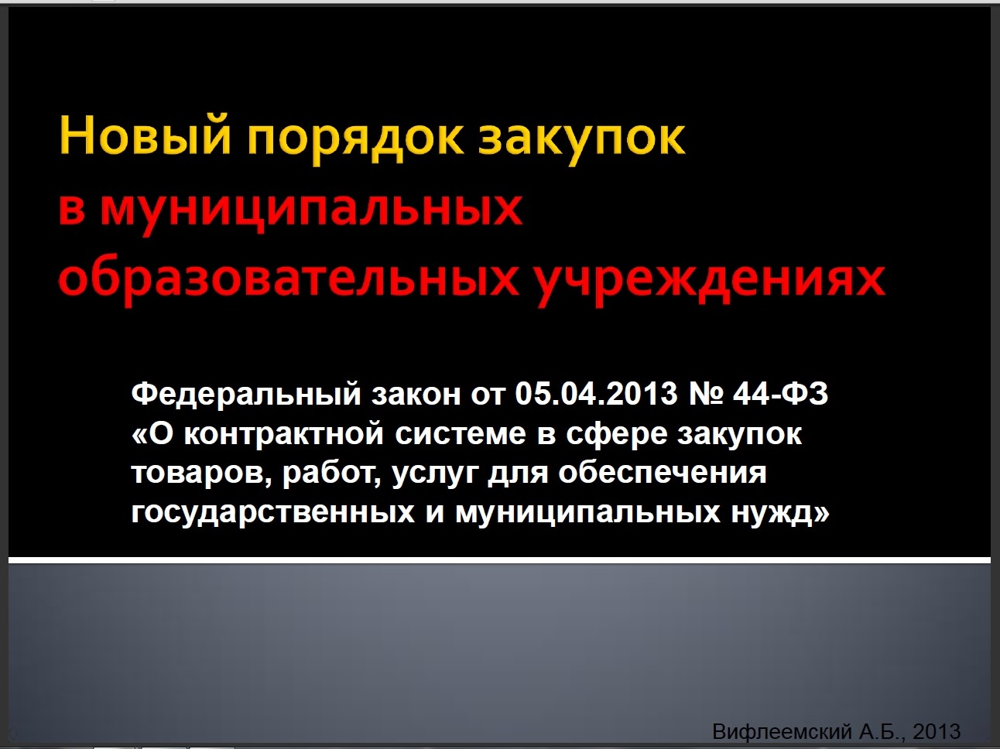 Новый порядок закупок
в муниципальных
образовательных учреждениях
Федеральный закон от 05.04.2013 № 44-ФЗ
«О контрактной системе в сфере закупок
товаров, работ, услуг для обеспечения
государственных и муниципальных нужд»
Вифлеемский А.Б., 2013